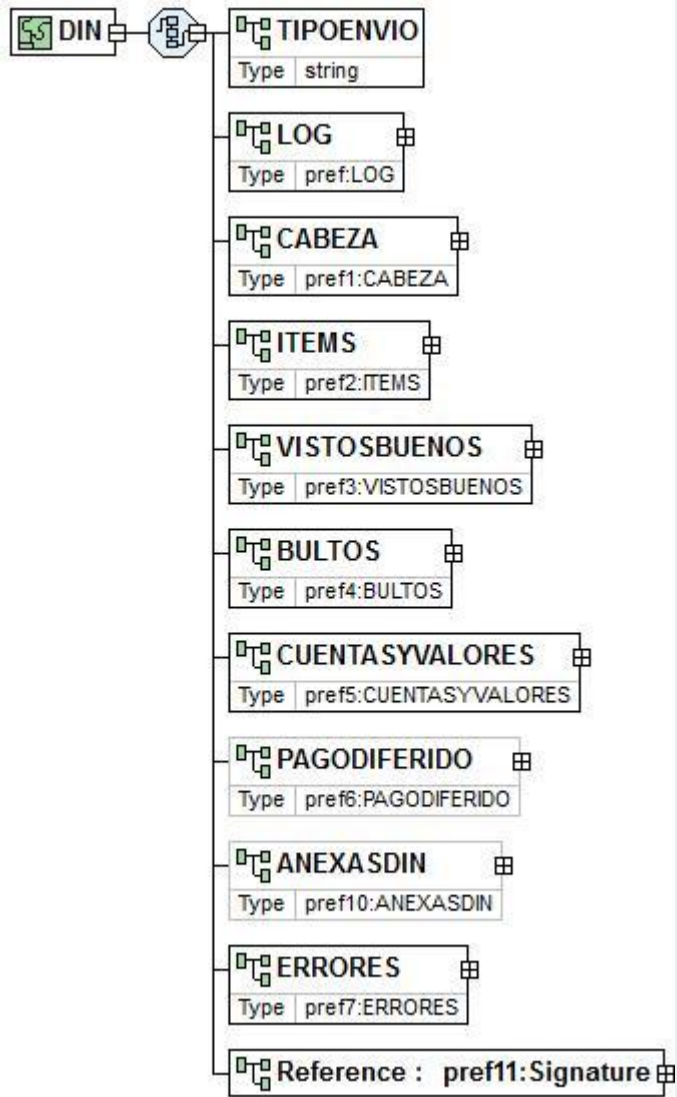 DIN
TIPOENVIO
Type string
LOG
Type pref:LOG
CABEZA
Type pref1:CABEZA
ITEMS
Type pref2:ITEMS
VISTOSBUENOS
Type pref3:VISTOSBUENOS
BULTOS
Type pref4:BULTOS
CUENTASYVALORES
Type pref5:CUENTASYVALORES
PAGODIFERIDO
Type pref6:PAGODIFERIDO
ANEXASDIN
Type pref10:ANEXASDIN
ERRORES
Type pref7:ERRORES
Reference : pref11:Signature